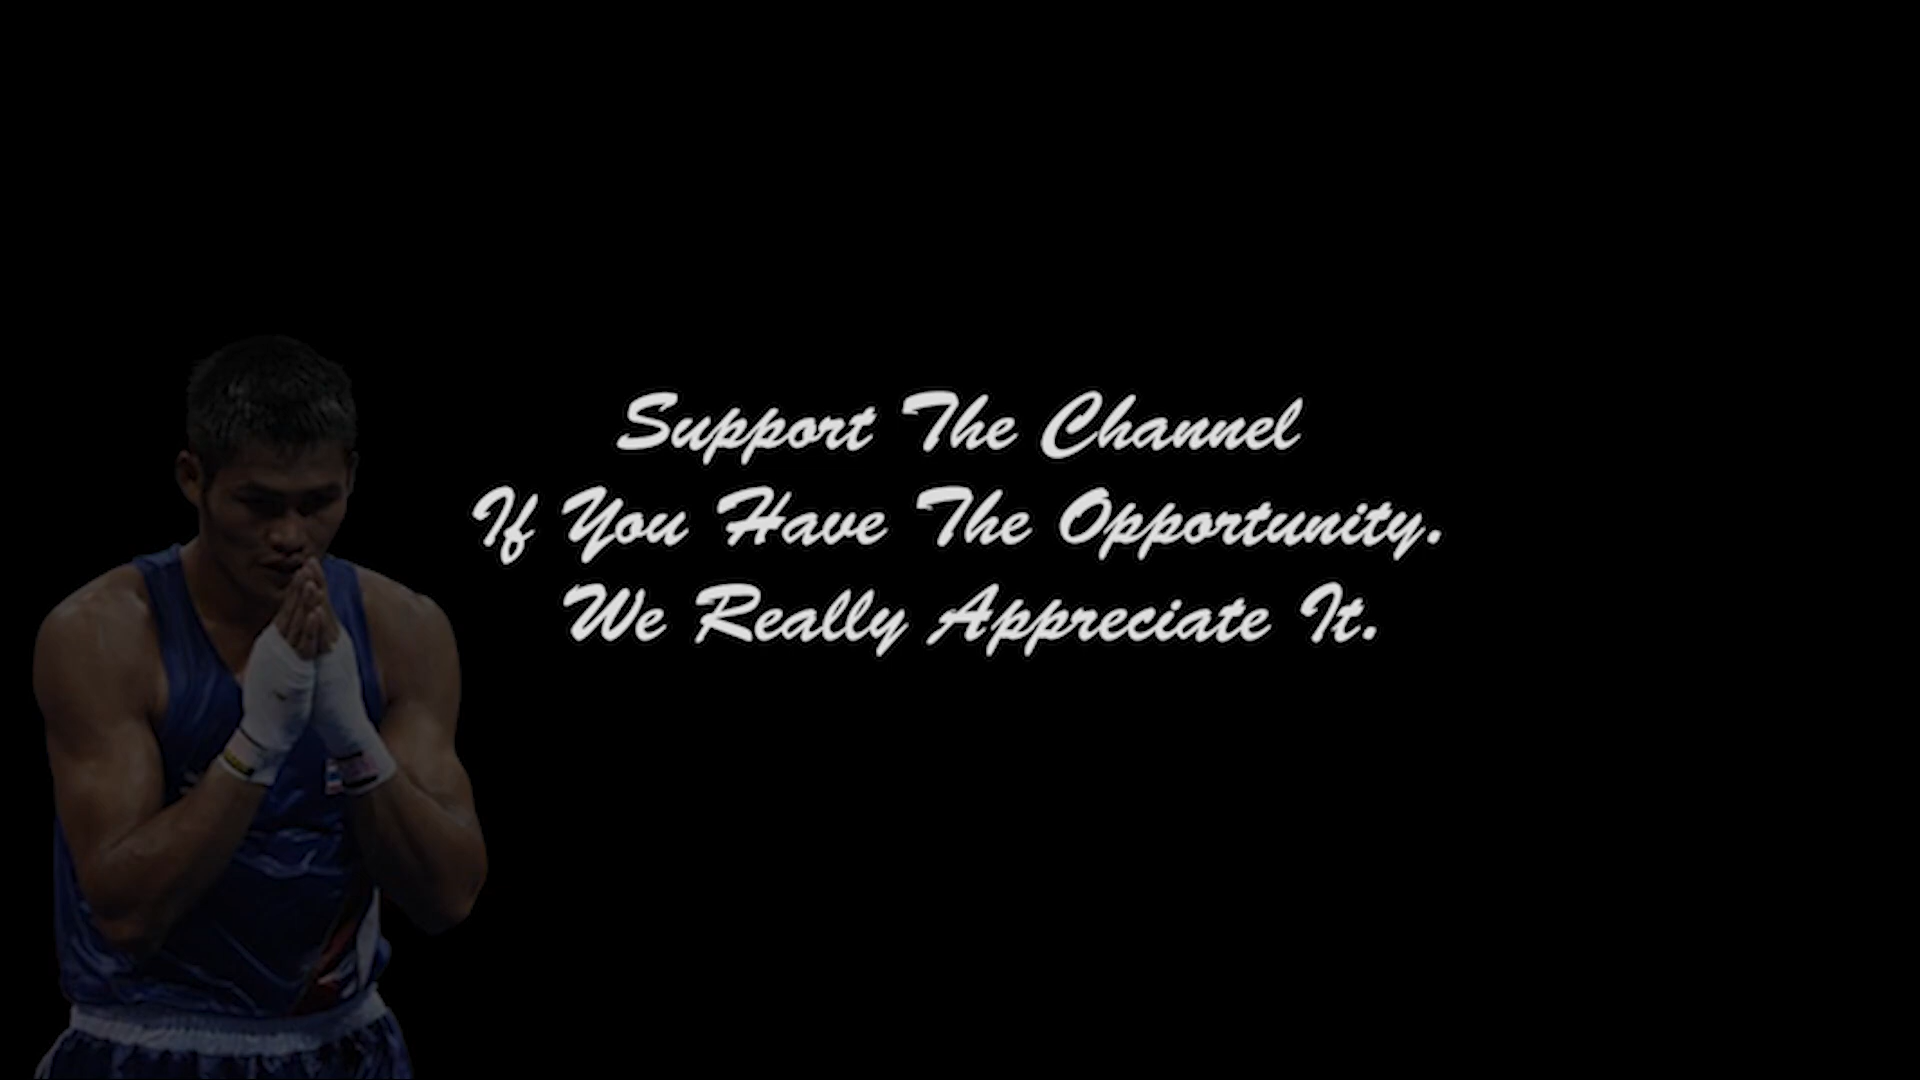 Support The Channel
If You Have The Opportunity.
We Really Appreciate It.